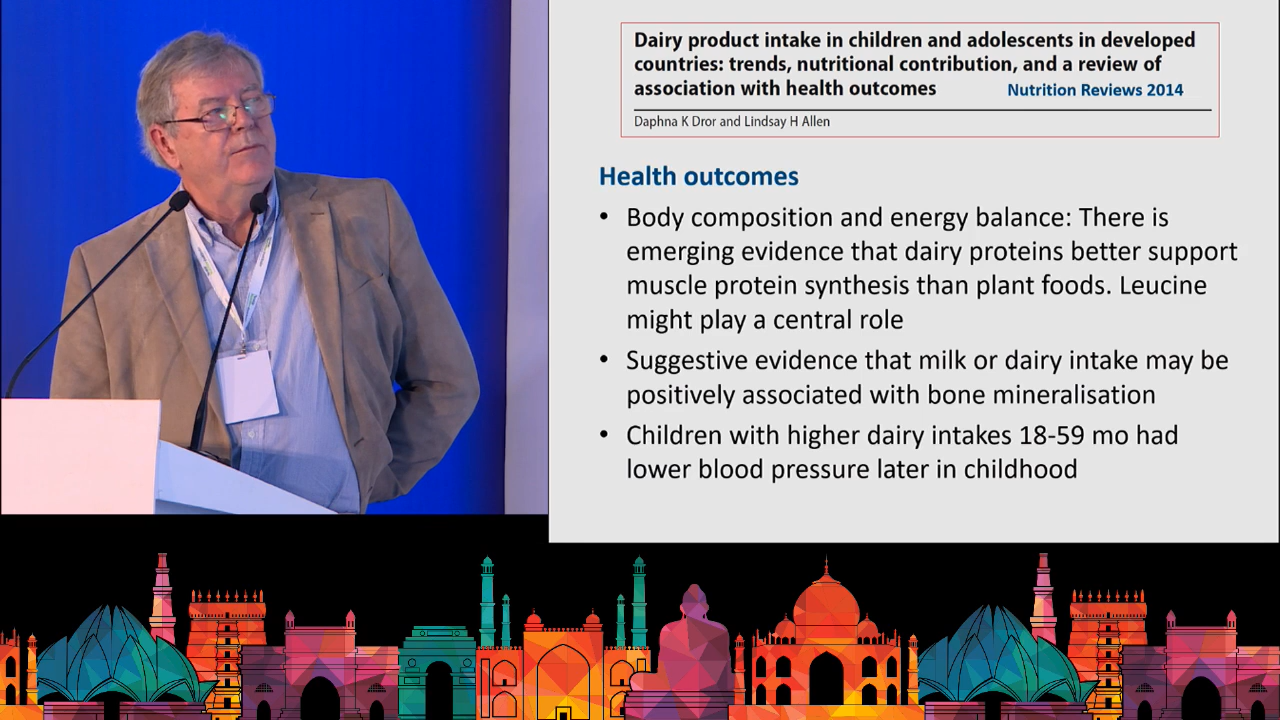 Dairy product intake in children and adolescents in developed
countries: trends, nutritional contribution, and a review of
association with health outcomes
Nutrition Reviews 2014
Daphna K Dror and Lindsay H Allen
Health outcomes
• Body composition and energy balance: There is
emerging evidence that dairy proteins better support
muscle protein synthesis than plant foods. Leucine
might play a central role
• Suggestive evidence that milk or dairy intake may be
positively associated with bone mineralisation
• Children with higher dairy intakes 18-59 mo had
lower blood pressure later in childhood